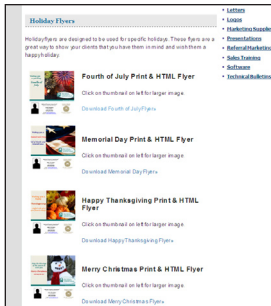 Holiday Flyers
Holiday flyers are designed to be used for specific holidays. These flyers are a
great way to show your clients that you have them in mind and wish them a
happy holiday.
Fourth of July Print & HTML Flyer
Click on thumbnail on left for larger image
Download Fourth of July Flyer»
Memorial Day Print & HTML Flyer
Click on thumbnail on left for larger image
Download Memorial Day Flyer»
Happy Thanksgiving Print & HTML
Flyer
Click on thumbnail on left for larger image
Download Happy Thanksgiving Flyer»
Merry Christmas Print & HTML Flyer
Click on thumbnail on left for larger image
Download Merry Christmas Flyer»
Letters
Logos
Marketing Supplie
Presentations
Referral Marketing
Sales Training
Software
Technical Bulletins